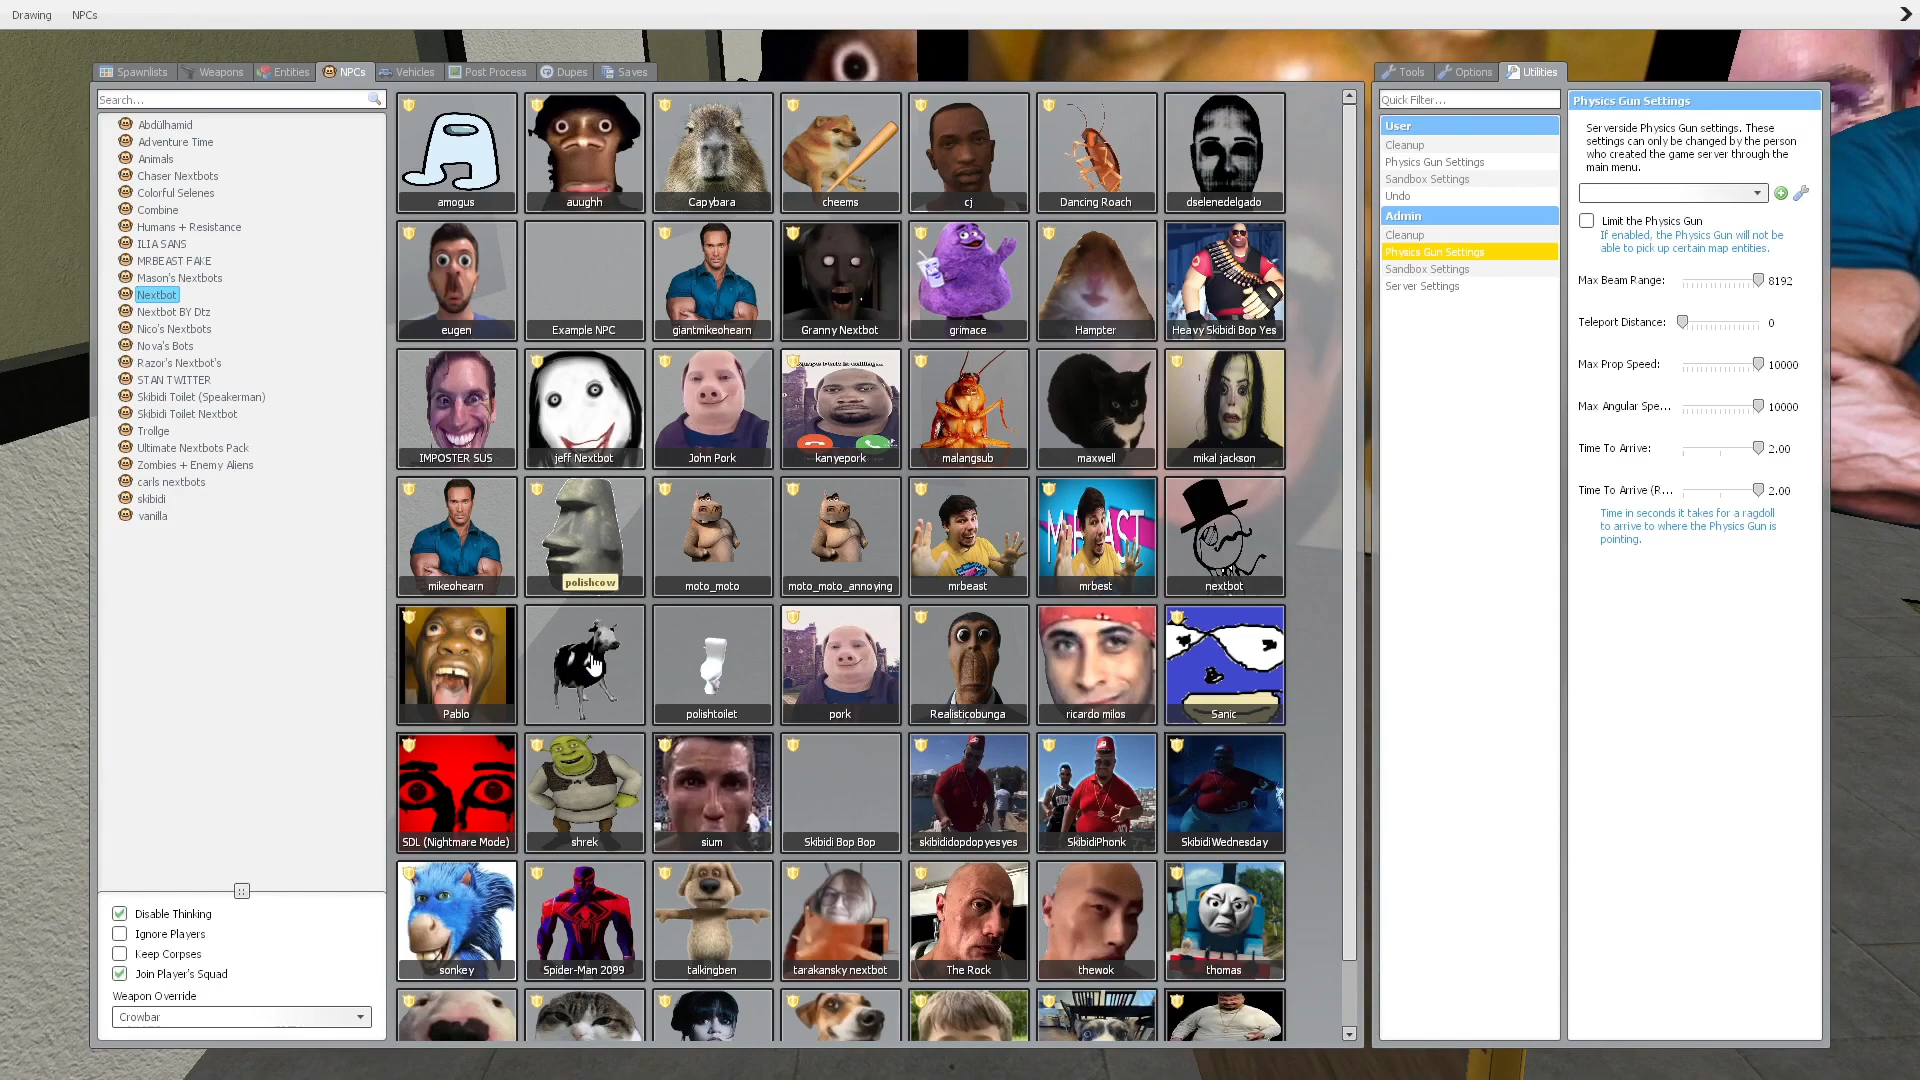 Drawing NPCs
Spawnlists Weapons Entities NPCs Vehicles Post Process Dupes Saves
Search...
Abdülhamid
Adventure Time
Animals
Chaser Nextbots
Colorful Selenes
Combine
Humans + Resistance
ILIA SANS
MRBEAST FAKE
Mason's Nextbots
Nextbot
Nextbot BY Dtz
Nico's Nextbots
Nova's Bots
Razor's Nextbot's
STAN TWITTER
Skibidi Toilet (Speakerman)
Skibidi Toilet Nextbot
Trollge
Ultimate Nextbots Pack
Zombies + Enemy Aliens
carls nextbots
skibidi
vanilla
Disable Thinking
Ignore Players
Keep Corpses
Join Player's Squad
Weapon Override
Crowbar
amogus auughh Capybara cheems cj Dancing Roach dselenedelgado
eugen Example NPC giantmikeohearn Granny Nextbot grimace Hampter Heavy Skibidi Bop Yes
IMPOSTER SUS jeff Nextbot John Pork kanyepork malangsub maxwell mikal jackson
mikeohearn polishcow moto_moto moto_moto_annoying mrbeast mrbest nextbot
Pablo polishtoilet pork Realisticobunga ricardo milos Sanic
SDL (Nightmare Mode) shrek sium Skibidi Bop Bop skibididopdopyesyes SkibidiPhonk SkibidiWednesday
sonkey Spider-Man 2099 talkingben tarakansky nextbot The Rock thewok thomas
Tools Options Utilities
Quick Filter...
User
Cleanup
Physics Gun Settings
Sandbox Settings
Undo
Admin
Cleanup
Physics Gun Settings
Sandbox Settings
Server Settings
Physics Gun Settings
Serverside Physics Gun settings. These
settings can only be changed by the person
who created the game server through the
main menu.
Limit the Physics Gun
If enabled, the Physics Gun will not be
able to pick up certain map entities.
Max Beam Range: 8192
Teleport Distance: 0
Max Prop Speed: 10000
Max Angular Spe... 10000
Time To Arrive: 2.00
Time To Arrive (R... 2.00
Time in seconds it takes for a ragdoll
to arrive to where the Physics Gun is
pointing.